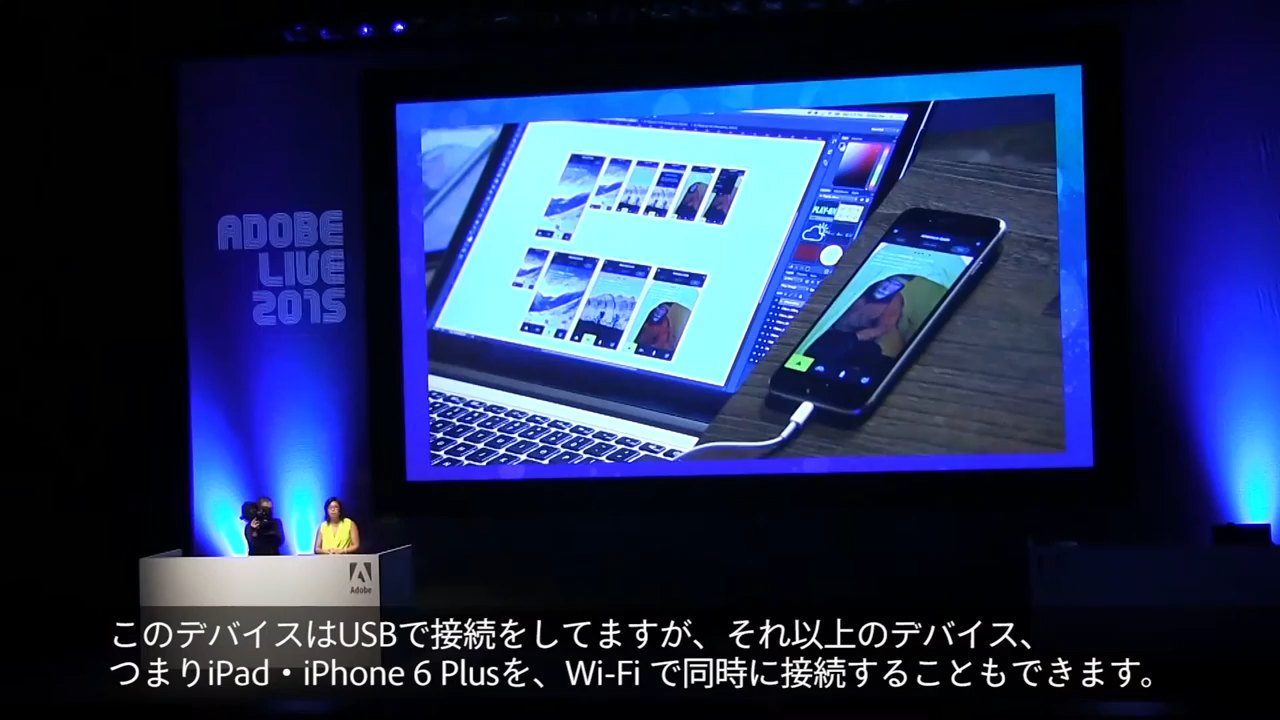 ADOBE
LIVE
2015
Adobe
このデバイスはUSBで接続をしてますが、それ以上のデバイス、
つまりiPad・iPhone 6 Plusを、Wi-Fi で同時に接続することもできます。